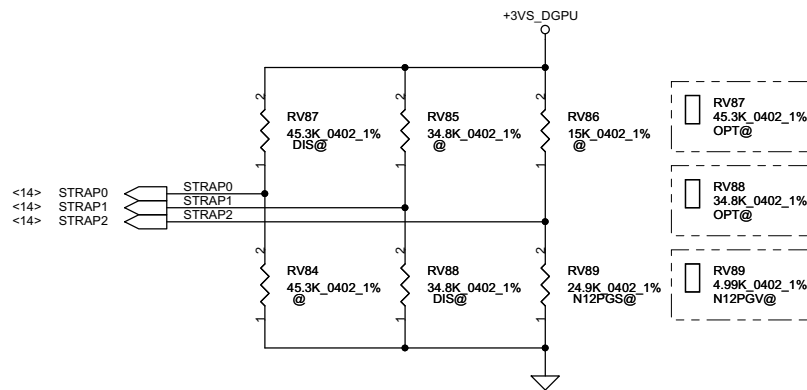 +3VS_DGPU
2
RV87
45.3K_0402_1%
DIS@
1
2
RV85
34.8K_0402_1%
@
1
2
RV86
15K_0402_1%
@
1
RV87
45.3K_0402_1%
OPT@
<14> STRAP0 STRAP0
<14> STRAP1 STRAP1
<14> STRAP2 STRAP2
RV88
34.8K_0402_1%
OPT@
2
RV84
45.3K_0402_1%
@
1
2
RV88
34.8K_0402_1%
DIS@
1
2
RV89
24.9K_0402_1%
N12PGS@
1
RV89
4.99K_0402_1%
N12PGV@